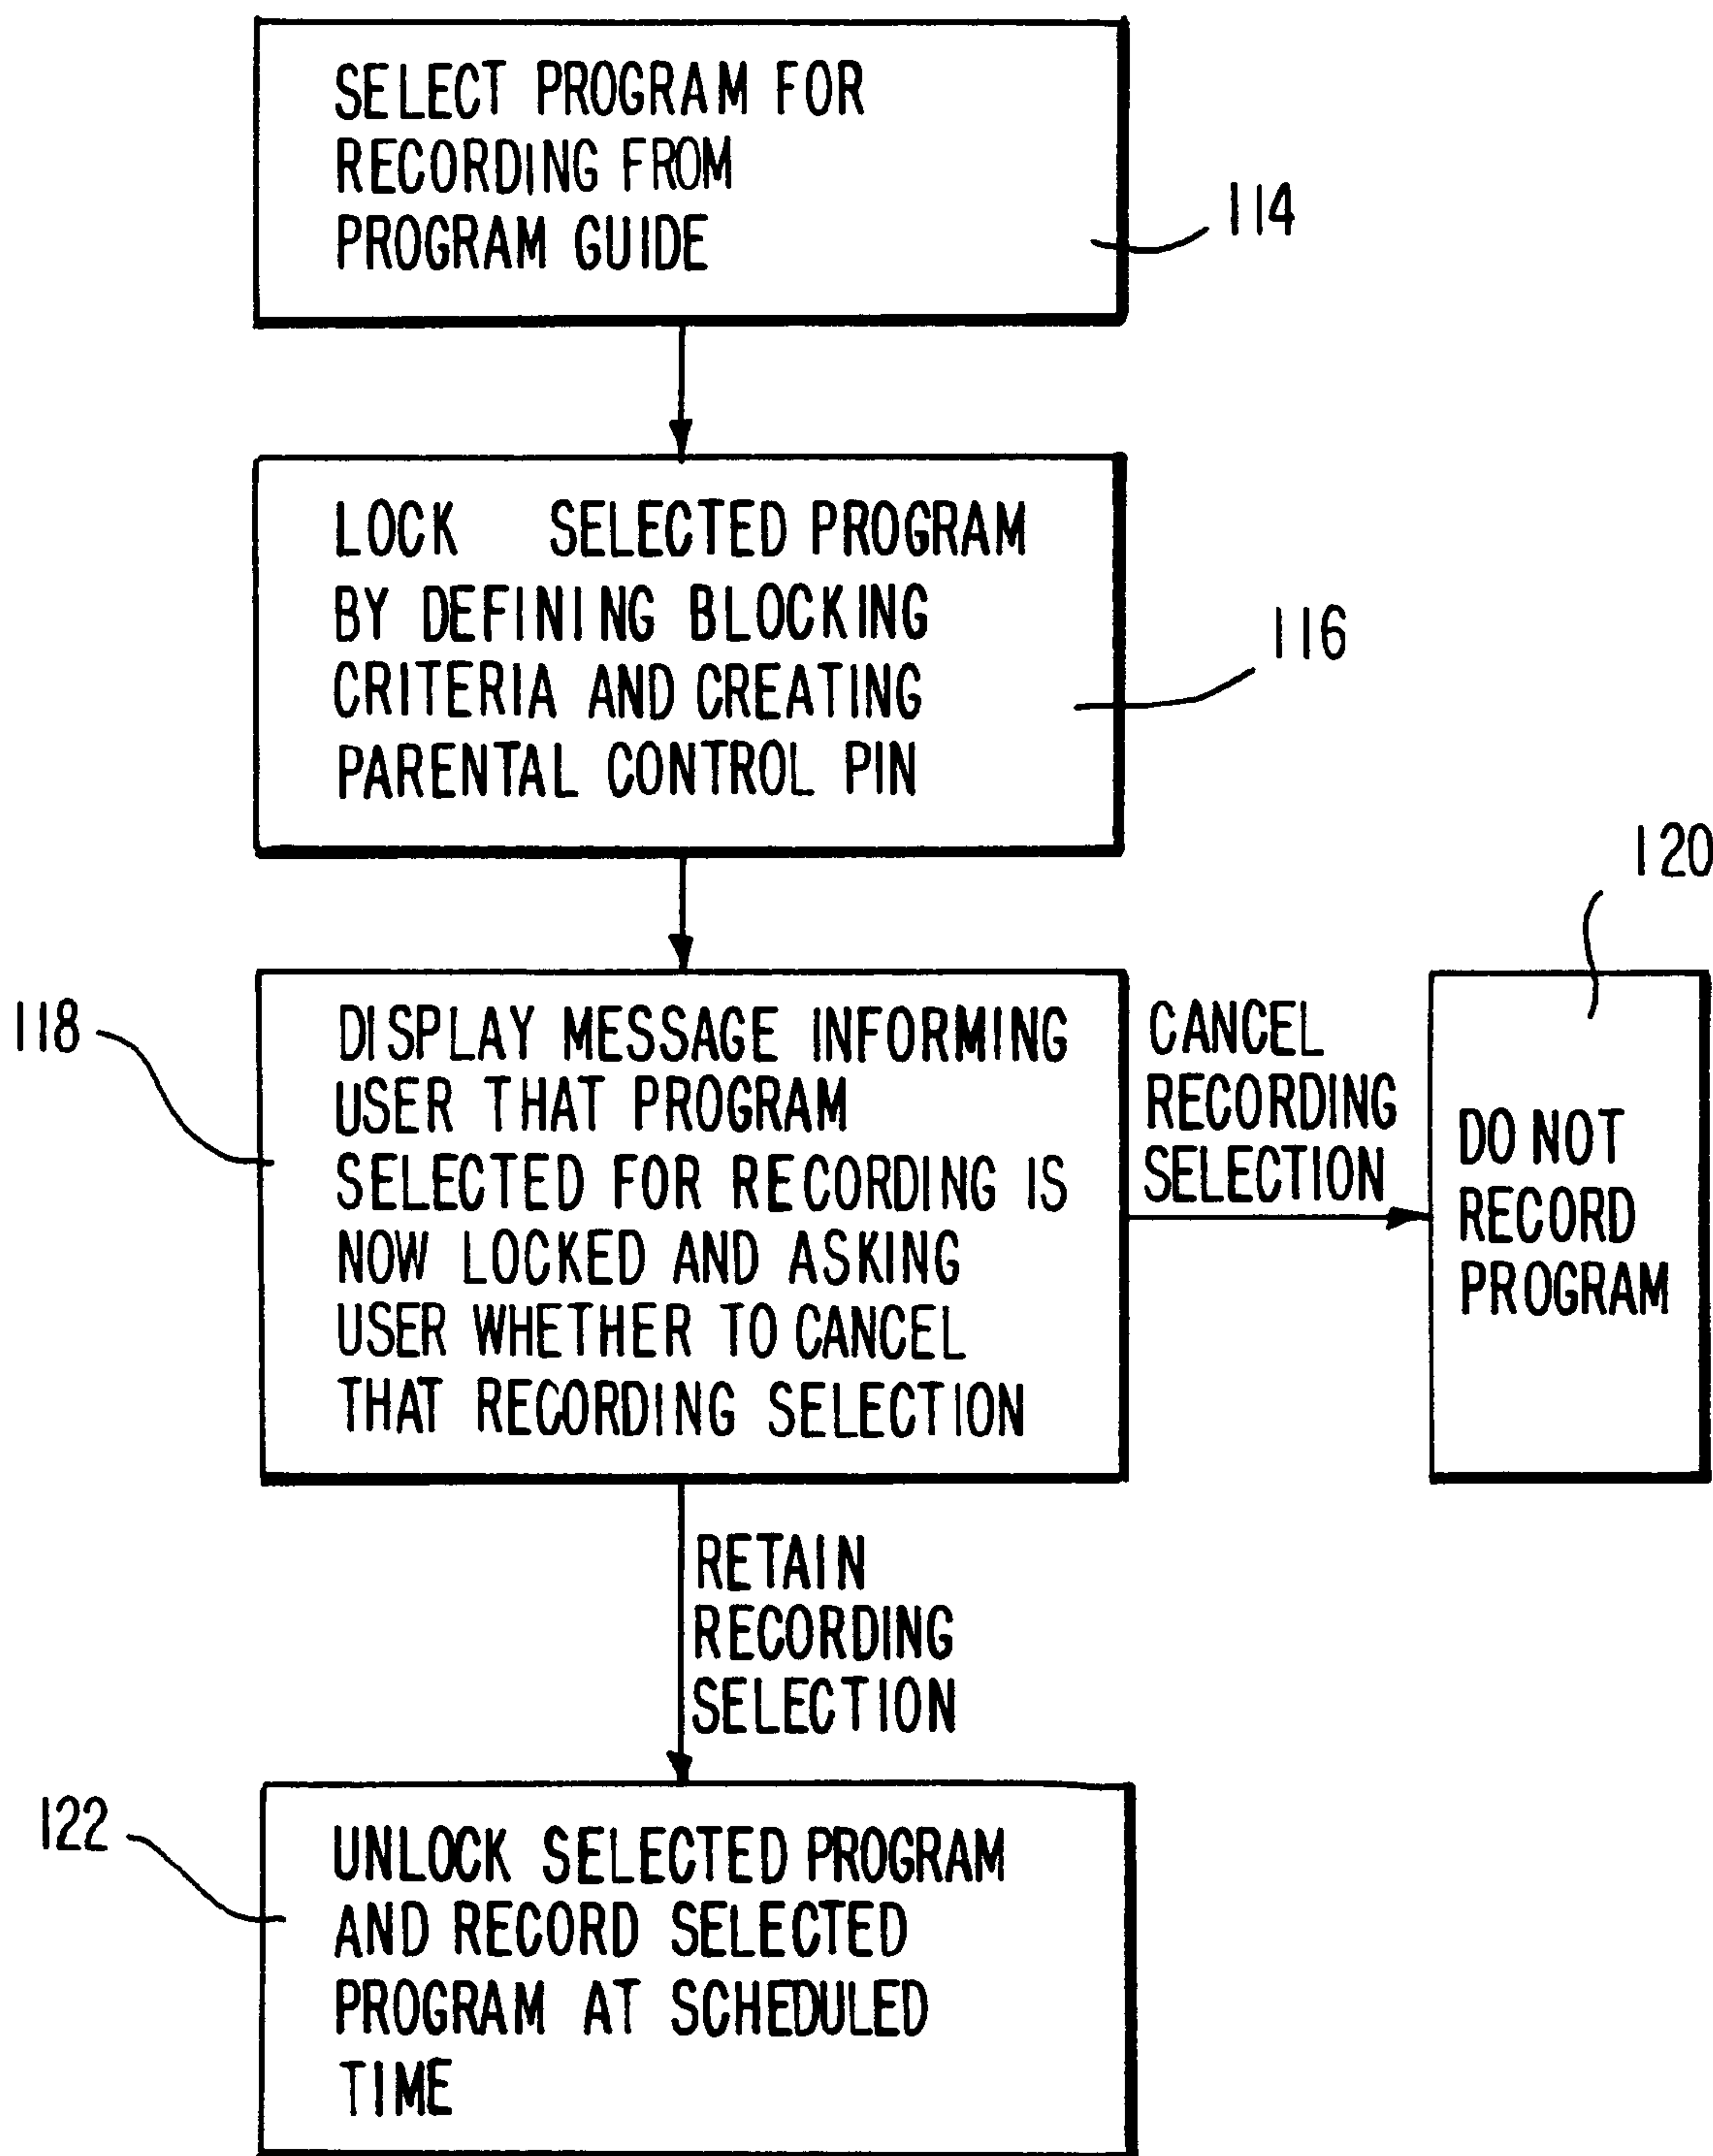 SELECT PROGRAM FOR
RECORDING FROM
PROGRAM GUIDE
114
LOCK SELECTED PROGRAM
BY DEFINING BLOCKING
CRITERIA AND CREATING
PARENTAL CONTROL PIN
116
118
DISPLAY MESSAGE INFORMING
USER THAT PROGRAM
SELECTED FOR RECORDING IS
NOW LOCKED AND ASKING
USER WHETHER TO CANCEL
THAT RECORDING SELECTION
CANCEL
RECORDING
SELECTION
120
DO NOT
RECORD
PROGRAM
RETAIN
RECORDING
SELECTION
122
UNLOCK SELECTED PROGRAM
AND RECORD SELECTED
PROGRAM AT SCHEDULED
TIME